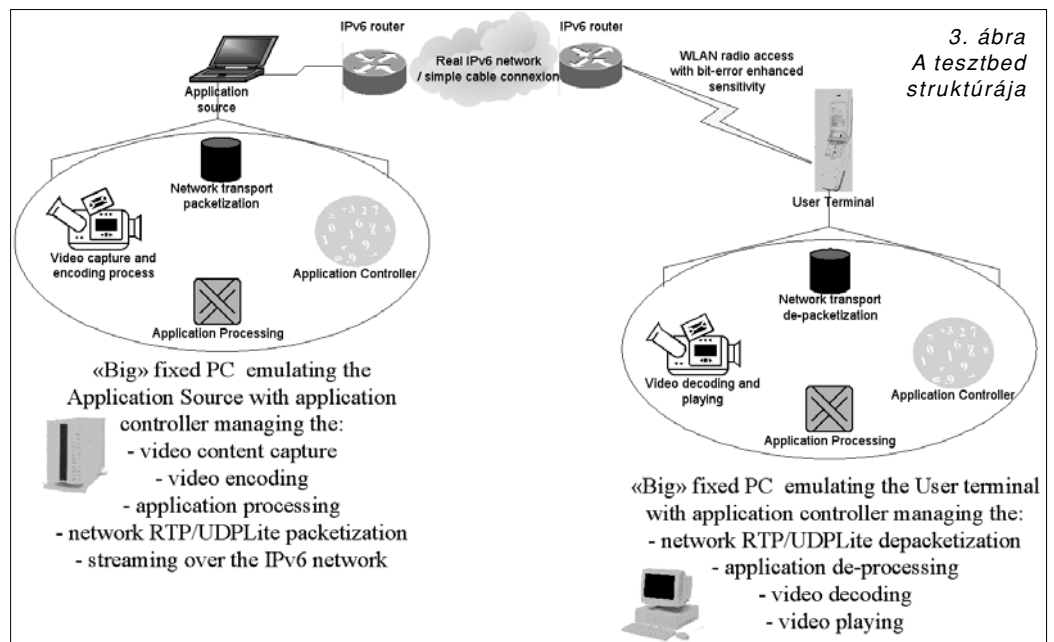 IPv6 router
IPv6 router
3. ábra
A tesztbed
struktúrája
Real IPv6 network
/ simple cable connexion
WLAN radio access
with bit-error enhanced
sensitivity
Application
source
Network transport
packetization
User Terminal
Video capture and
encoding process
Application Controller
Application Processing
Network transport
de-packetization
Video decoding and
playing
Application Controller
Application Processing
«Big» fixed PC emulating the
Application Source with application
controller managing the:
- video content capture
- video encoding
- application processing
- network RTP/UDPLite packetization
- streaming over the IPv6 network
«Big» fixed PC emulating the User terminal
with application controller managing the:
- network RTP/UDPLite depacketization
- application de-processing
- video decoding
- video playing